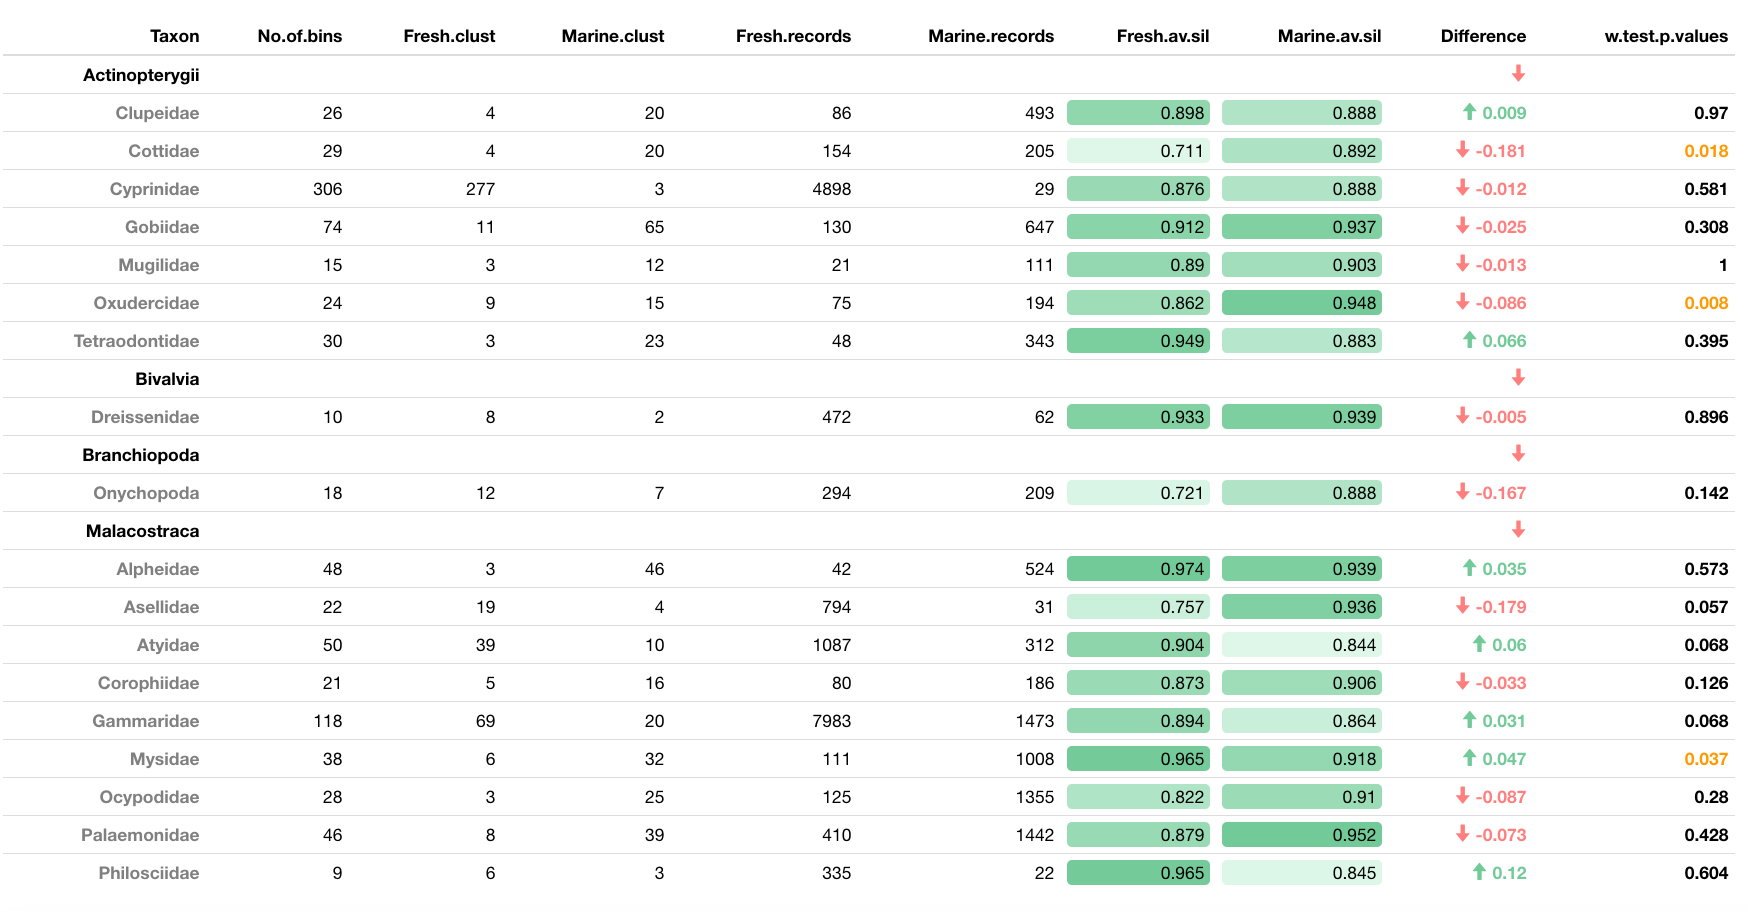 Taxon No.of.bins Fresh.clust Marine.clust Fresh.records Marine.records Fresh.av.sil Marine.av.sil Difference w.test.p.values
Actinopterygii
Clupeidae 26 4 20 86 493 0.898 0.888 0.009 0.97
Cottidae 29 4 20 154 205 0.711 0.892 -0.181 0.018
Cyprinidae 306 277 3 4898 29 0.876 0.888 -0.012 0.581
Gobiidae 74 11 65 130 647 0.912 0.937 -0.025 0.308
Mugilidae 15 3 12 21 111 0.89 0.903 -0.013 1
Oxudercidae 24 9 15 75 194 0.862 0.948 -0.086 0.008
Tetraodontidae 30 3 23 48 343 0.949 0.883 0.066 0.395
Bivalvia
Dreissenidae 10 8 2 472 62 0.933 0.939 -0.005 0.896
Branchiopoda
Onychopoda 18 12 7 294 209 0.721 0.888 -0.167 0.142
Malacostraca
Alpheidae 48 3 46 42 524 0.974 0.939 0.035 0.573
Asellidae 22 19 4 794 31 0.757 0.936 -0.179 0.057
Atyidae 50 39 10 1087 312 0.904 0.844 0.06 0.068
Corophiidae 21 5 16 80 186 0.873 0.906 -0.033 0.126
Gammaridae 118 69 20 7983 1473 0.894 0.864 0.031 0.068
Mysidae 38 6 32 111 1008 0.965 0.918 0.047 0.037
Ocypodidae 28 3 25 125 1355 0.822 0.91 -0.087 0.28
Palaemonidae 46 8 39 410 1442 0.879 0.952 -0.073 0.428
Philosciidae 9 6 3 335 22 0.965 0.845 0.12 0.604